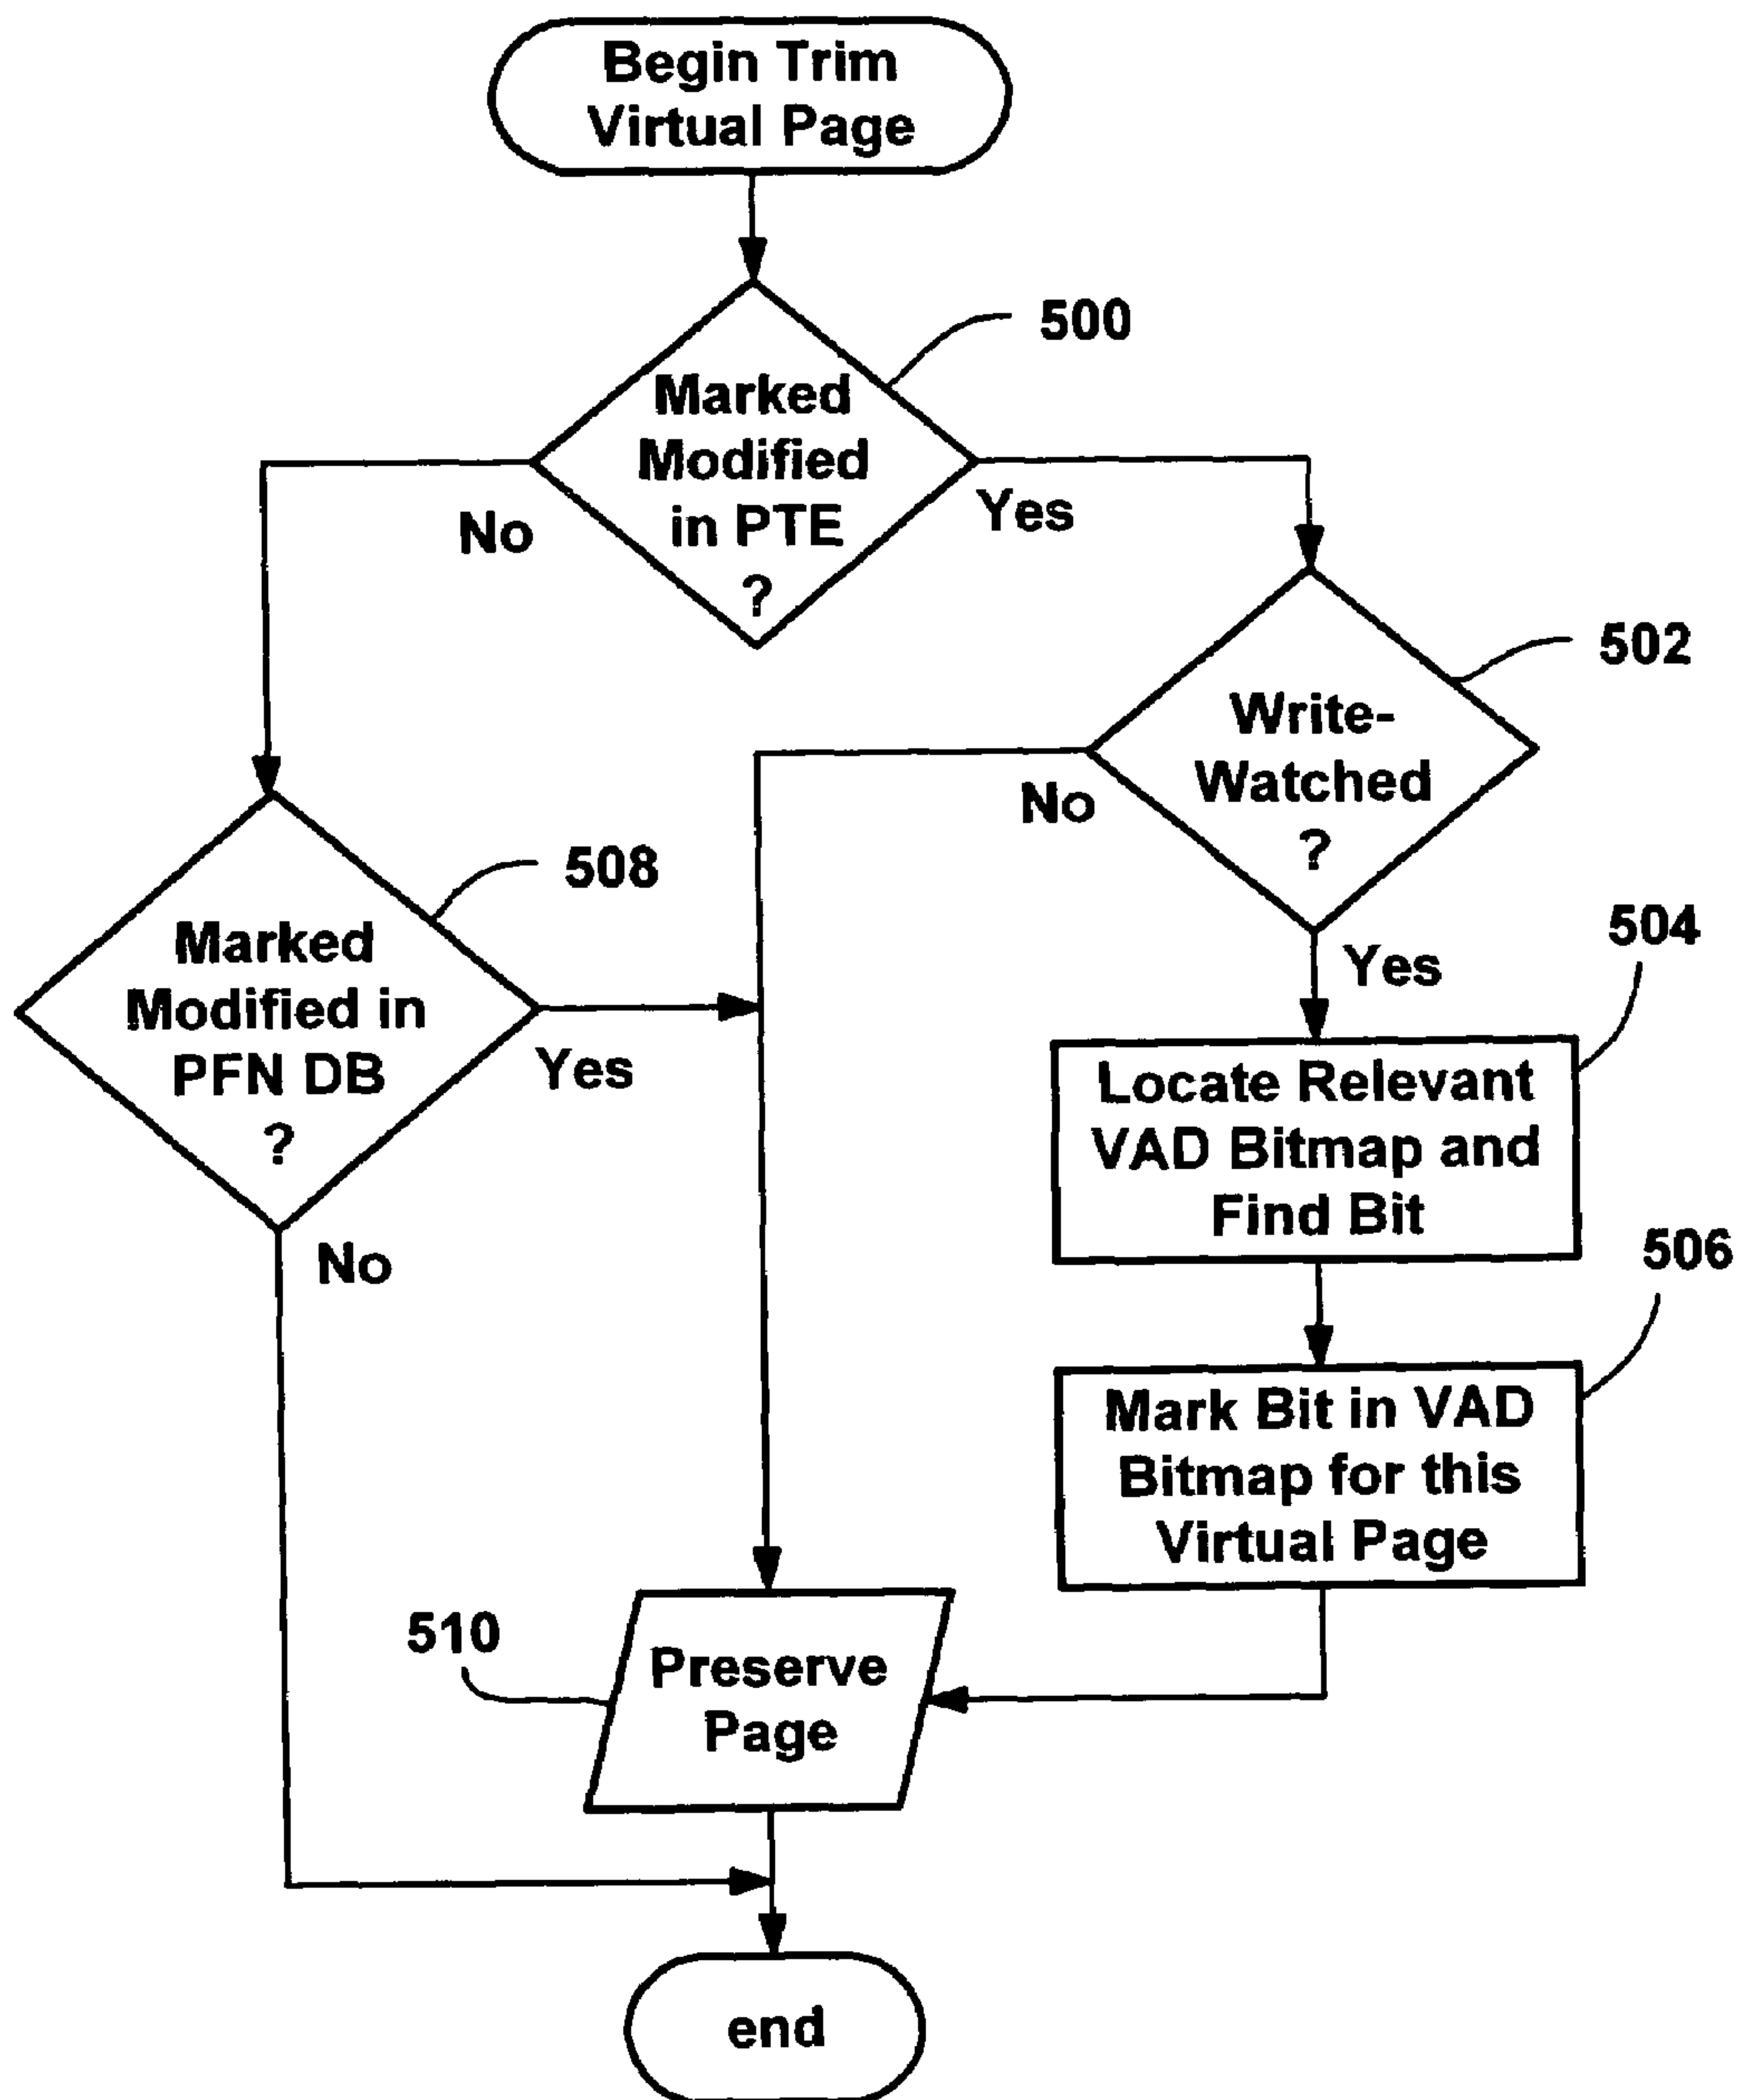 Begin Trim
Virtual Page
500
Marked
Modified
in PTE
?
No
Yes
502
Write-
Watched
?
No
Yes
508
Marked
Modified in
PFN DB
?
Yes
No
504
Locate Relevant
VAD Bitmap and
Find Bit
506
Mark Bit in VAD
Bitmap for this
Virtual Page
510
Preserve
Page
end